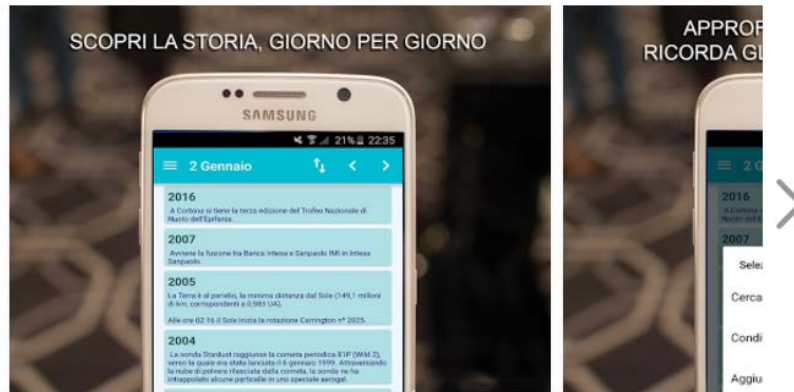 SCOPRI LA STORIA, GIORNO PER GIORNO
SAMSUNG
21% 22:35
2 Gennaio
2016
A Cortona si tiene la terza edizione del Trofeo Nazionale di
Nuoto dell'Epifania.
2007
Avviene la fusione tra Banca Intesa e Sanpaolo IMI in Intesa
Sanpaolo.
2005
La Terra è al perielio, la minima distanza dal Sole (149,1 milioni
di km, corrispondenti a 0,983 UA).
Alle ore 02:16 il Sole inizia la rotazione Carrington nº 2025.
2004
La sonda Stardust raggiunse la cometa periodica 81P (Wild 2),
verso la quale era stata lanciata il 6 gennaio 1999. Attraversando
la nube di polvere rilasciata dalla cometa, la sonda ne ha
intrappolato alcune particelle in uno speciale aerogel.
APPROF
RICORDA GL
2 G
2016
A Cortona
Nuoto dell'E
2007
Selez
Cerca
Condi
Aggiu